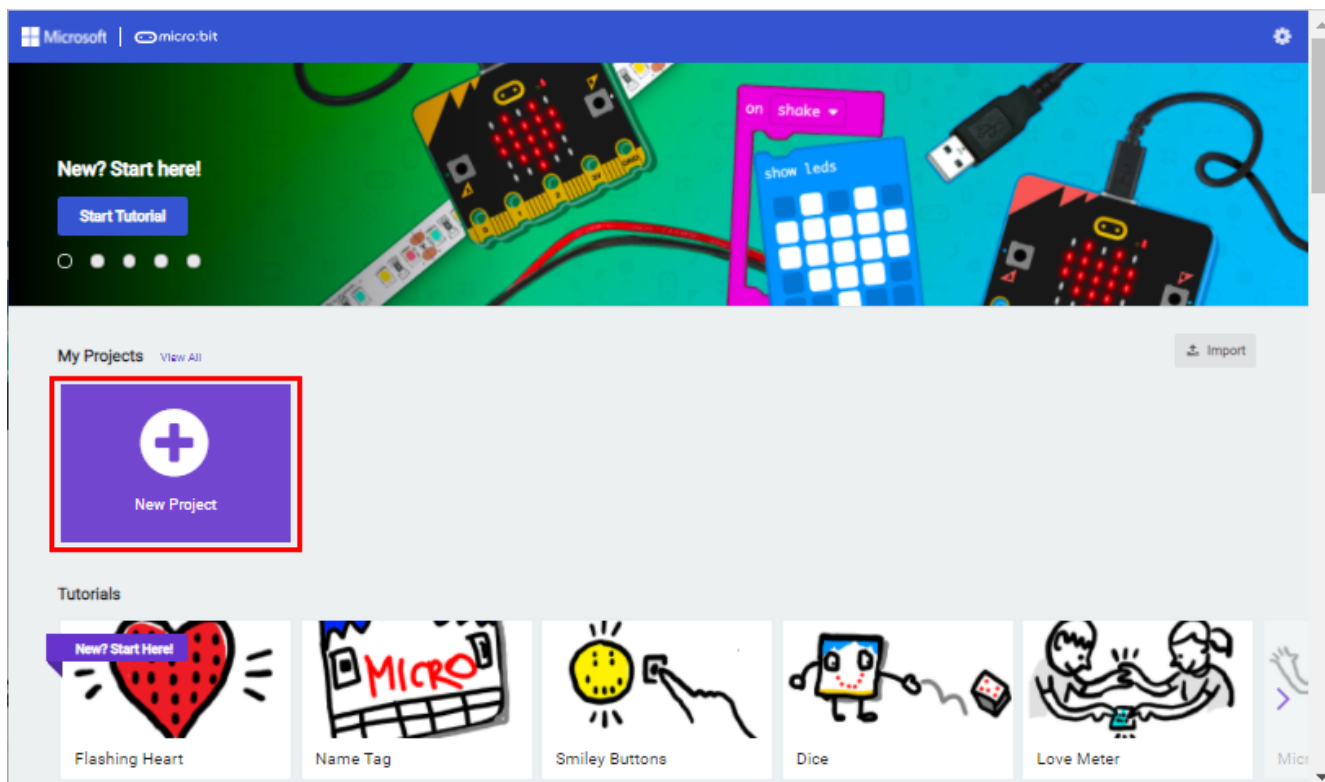 Microsoft micro:bit
New? Start here!
Start Tutorial
on shake
show leds
My Projects View All
Import
New Project
Tutorials
New? Start Here!
MICRO
Flashing Heart
Name Tag
Smiley Buttons
Dice
Love Meter